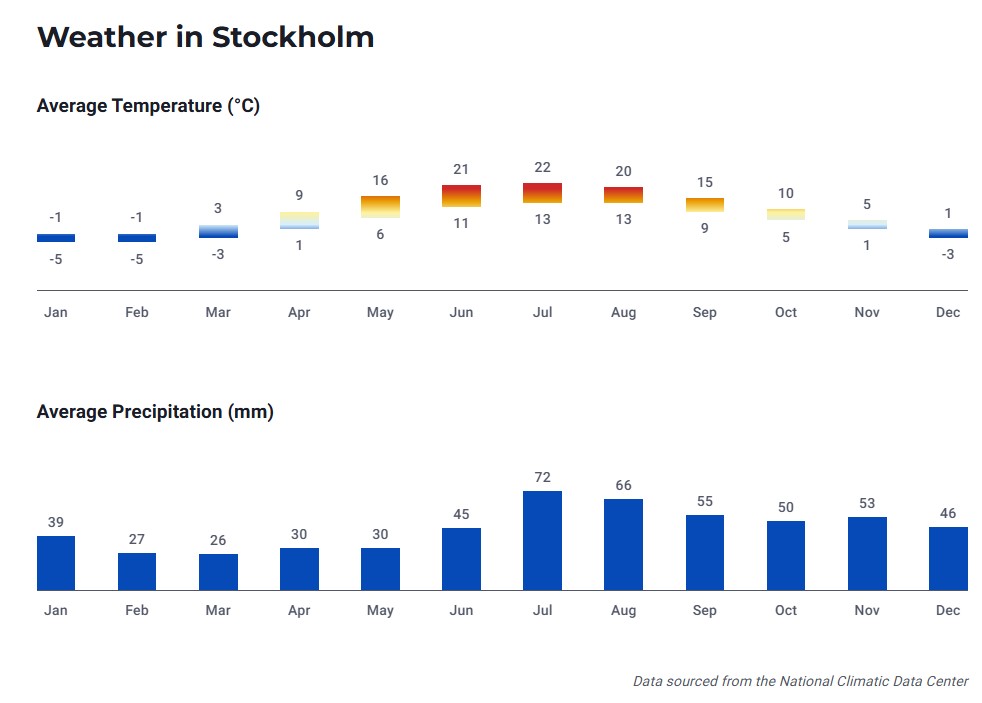 Weather in Stockholm
Average Temperature (°C)
-1 -1 3 9 16 21 22 20 15 10 5 1
-5 -5 -3 1 6 11 13 13 9 5 1 -3
Jan Feb Mar Apr May Jun Jul Aug Sep Oct Nov Dec
Average Precipitation (mm)
39 27 26 30 30 45 72 66 55 50 53 46
Jan Feb Mar Apr May Jun Jul Aug Sep Oct Nov Dec
Data sourced from the National Climatic Data Center